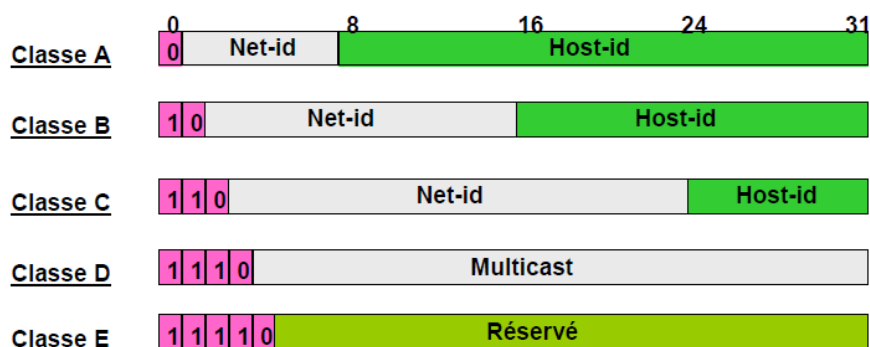 0 8 16 24 31
Classe A 0 Net-id Host-id
Classe B 1 0 Net-id Host-id
Classe C 1 1 0 Net-id Host-id
Classe D 1 1 1 0 Multicast
Classe E 1 1 1 1 0 Réservé